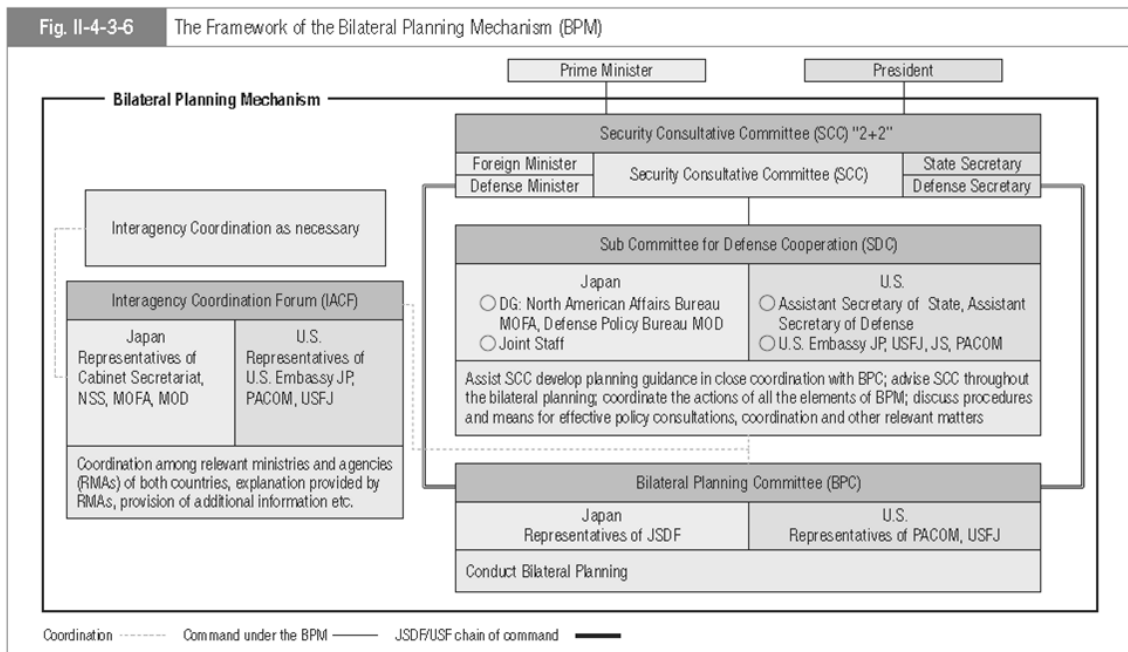 Fig. II-4-3-6
The Framework of the Bilateral Planning Mechanism (BPM)
Prime Minister
President
Bilateral Planning Mechanism
Security Consultative Committee (SCC) "2+2"
Foreign Minister
Defense Minister
Security Consultative Committee (SCC)
State Secretary
Defense Secretary
Interagency Coordination as necessary
Sub Committee for Defense Cooperation (SDC)
Japan
○ DG: North American Affairs Bureau
MOFA, Defense Policy Bureau MOD
○ Joint Staff
U.S.
○ Assistant Secretary of State, Assistant
Secretary of Defense
○ U.S. Embassy JP, USFJ, JS, PACOM
Assist SCC develop planning guidance in close coordination with BPC; advise SCC throughout
the bilateral planning; coordinate the actions of all the elements of BPM; discuss procedures
and means for effective policy consultations, coordination and other relevant matters
Interagency Coordination Forum (IACF)
Japan
Representatives of
Cabinet Secretariat,
NSS, MOFA, MOD
U.S.
Representatives of
U.S. Embassy JP,
PACOM, USFJ
Coordination among relevant ministries and agencies
(RMAs) of both countries, explanation provided by
RMAs, provision of additional information etc.
Bilateral Planning Committee (BPC)
Japan
Representatives of JSDF
U.S.
Representatives of PACOM, USFJ
Conduct Bilateral Planning
Coordination
Command under the BPM
JSDF/USF chain of command